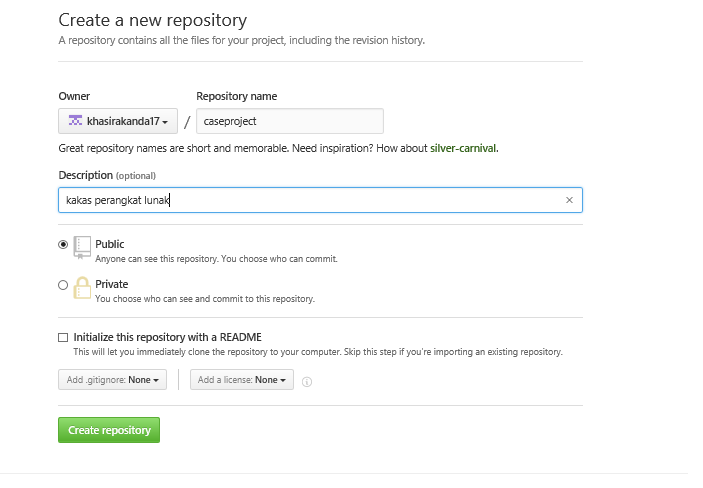 Create a new repository
A repository contains all the files for your project, including the revision history.
Owner Repository name
khasirakanda17 / caseproject
Great repository names are short and memorable. Need inspiration? How about silver-carnival.
Description (optional)
kakas perangkat lunak
Public
Anyone can see this repository. You choose who can commit.
Private
You choose who can see and commit to this repository.
Initialize this repository with a README
This will let you immediately clone the repository to your computer. Skip this step if you're importing an existing repository.
Add .gitignore: None Add a license: None
Create repository